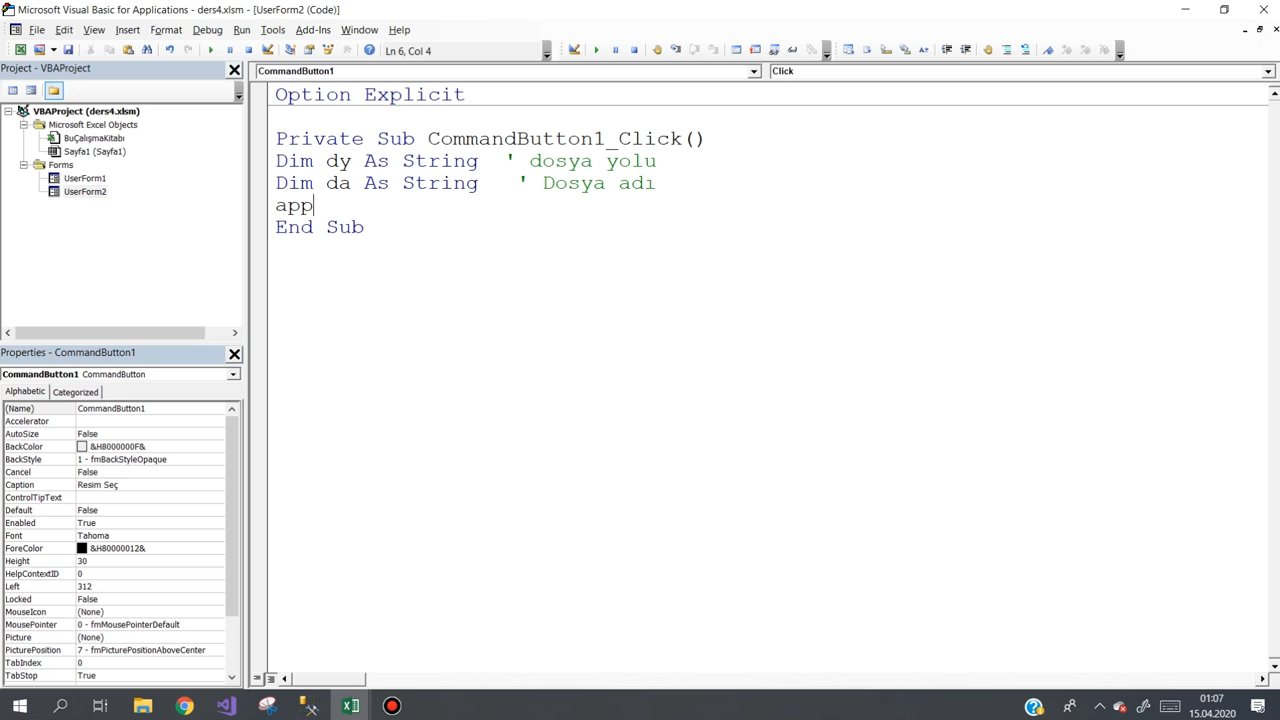 Microsoft Visual Basic for Applications - ders4.xlsm - [UserForm2 (Code)]
File Edit View Insert Format Debug Run Tools Add-Ins Window Help
Ln 6, Col 4
Project - VBAProject
CommandButton1
Click
VBAProject (ders4.xlsm)
Microsoft Excel Objects
BuÇalışmaKitabı
Sayfa1 (Sayfa1)
Forms
UserForm1
UserForm2
Option Explicit
Private Sub CommandButton1_Click()
Dim dy As String ' dosya yolu
Dim da As String ' Dosya adı
app
End Sub
Properties - CommandButton1
CommandButton1 CommandButton
Alphabetic Categorized
(Name) CommandButton1
Accelerator
AutoSize False
BackColor &H8000000F&
BackStyle 1 - fmBackStyleOpaque
Cancel False
Caption Resim Seç
ControlTipText
Default False
Enabled True
Font Tahoma
ForeColor &H80000012&
Height 30
HelpContextID 0
Left 312
Locked False
MouseIcon (None)
MousePointer 0 - fmMousePointerDefault
Picture (None)
PicturePosition 7 - fmPicturePositionAboveCenter
TabIndex 0
TabStop True
01:07
15.04.2020